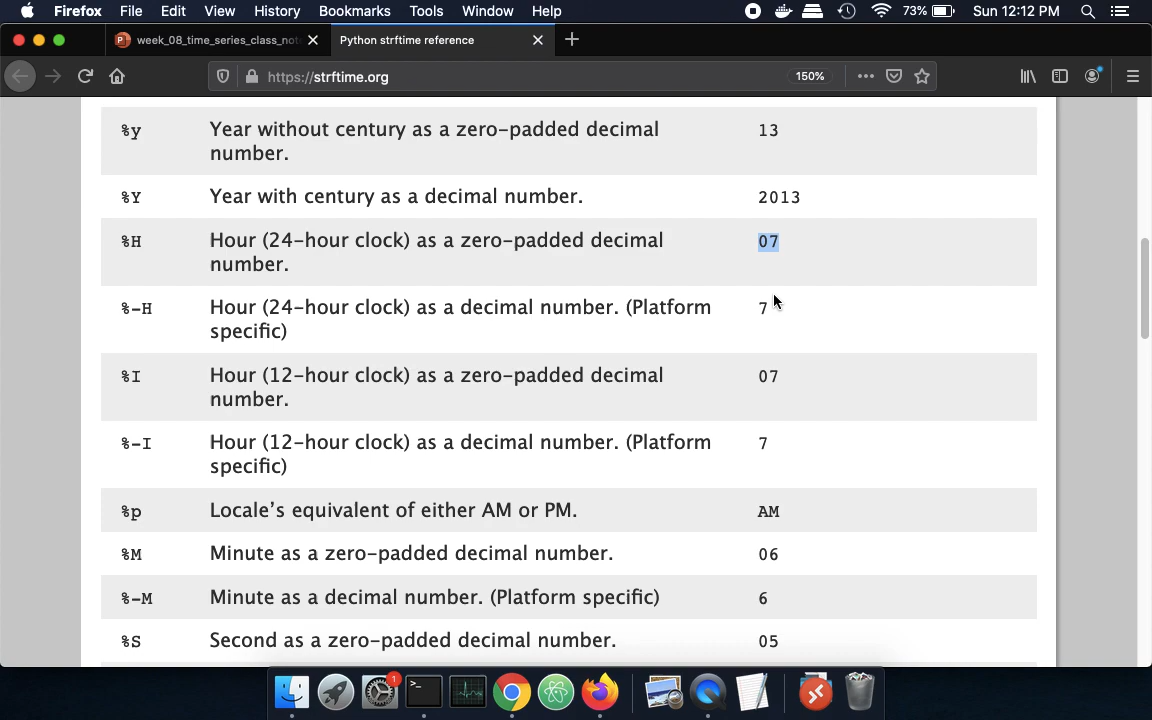 Firefox File Edit View History Bookmarks Tools Window Help 73% Sun 12:12 PM
week_08_time_series_class_not Python strftime reference
https://strftime.org 150%
%y Year without century as a zero-padded decimal number. 13
%Y Year with century as a decimal number. 2013
%H Hour (24-hour clock) as a zero-padded decimal number. 07
%-H Hour (24-hour clock) as a decimal number. (Platform specific) 7
%I Hour (12-hour clock) as a zero-padded decimal number. 07
%-I Hour (12-hour clock) as a decimal number. (Platform specific) 7
%p Locale's equivalent of either AM or PM. AM
%M Minute as a zero-padded decimal number. 06
%-M Minute as a decimal number. (Platform specific) 6
%S Second as a zero-padded decimal number. 05
1